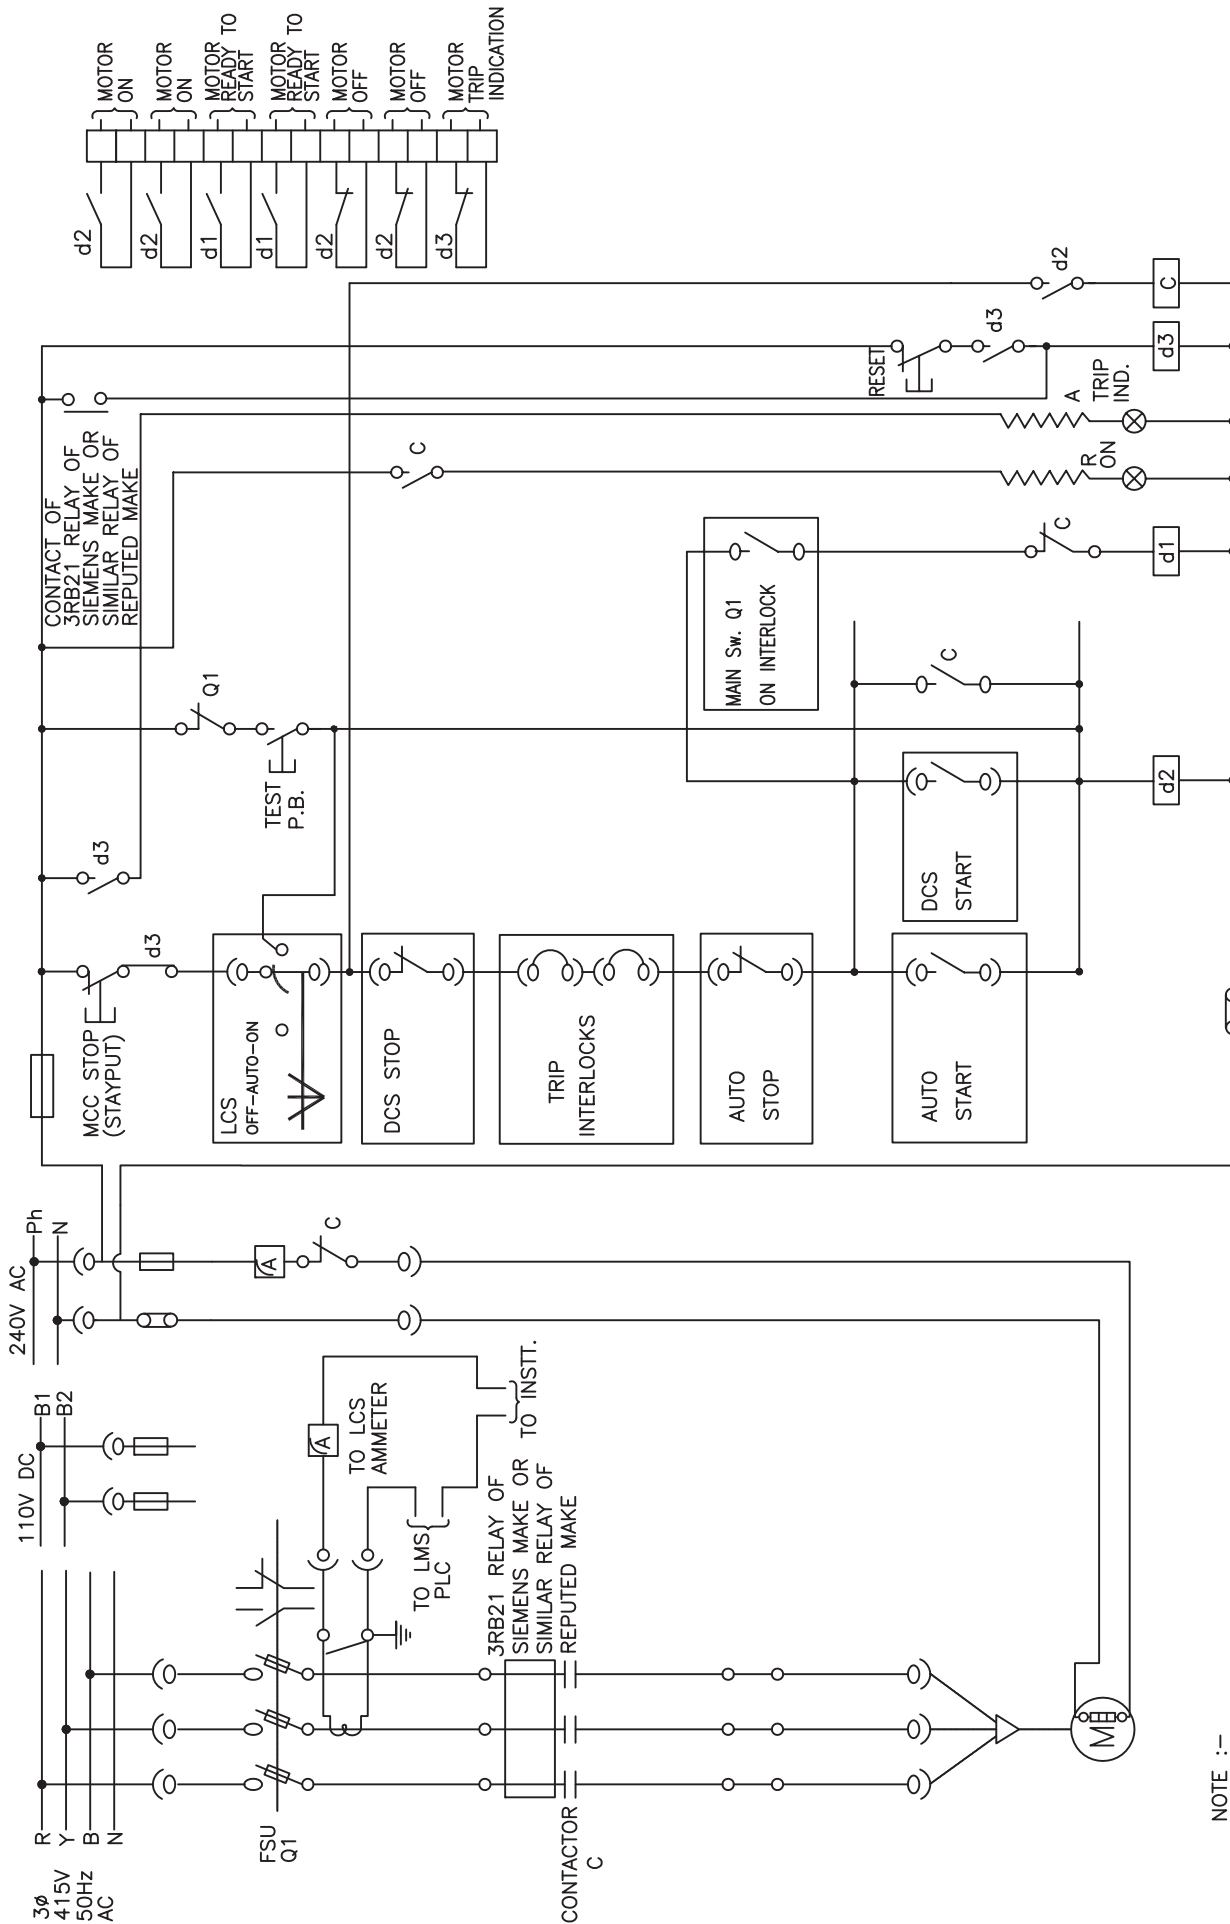 3ø
415V
50Hz
AC
R
Y
B
N
110V DC
B1
B2
240V AC
Ph
N
FSU
Q1
TO LCS
AMMETER
A
TO LMS
PLC
TO INSTT.
3RB21 RELAY OF
SIEMENS MAKE OR
SIMILAR RELAY OF
REPUTED MAKE
CONTACTOR
C
A
C
M
MCC STOP
(STAYPUT)
d3
LCS
OFF-AUTO-ON
DCS STOP
TRIP
INTERLOCKS
AUTO
STOP
AUTO
START
DCS
START
d3
TEST
P.B.
Q1
C
d2
MAIN Sw. Q1
ON INTERLOCK
C
d1
CONTACT OF
3RB21 RELAY OF
SIEMENS MAKE OR
SIMILAR RELAY OF
REPUTED MAKE
C
R
ON
A
TRIP
IND.
RESET
d3
d3
d2
C
d2
MOTOR
ON
d2
MOTOR
ON
d1
MOTOR
READY TO
START
d1
MOTOR
READY TO
START
d2
MOTOR
OFF
d2
MOTOR
OFF
d3
MOTOR
TRIP
INDICATION
NOTE :-